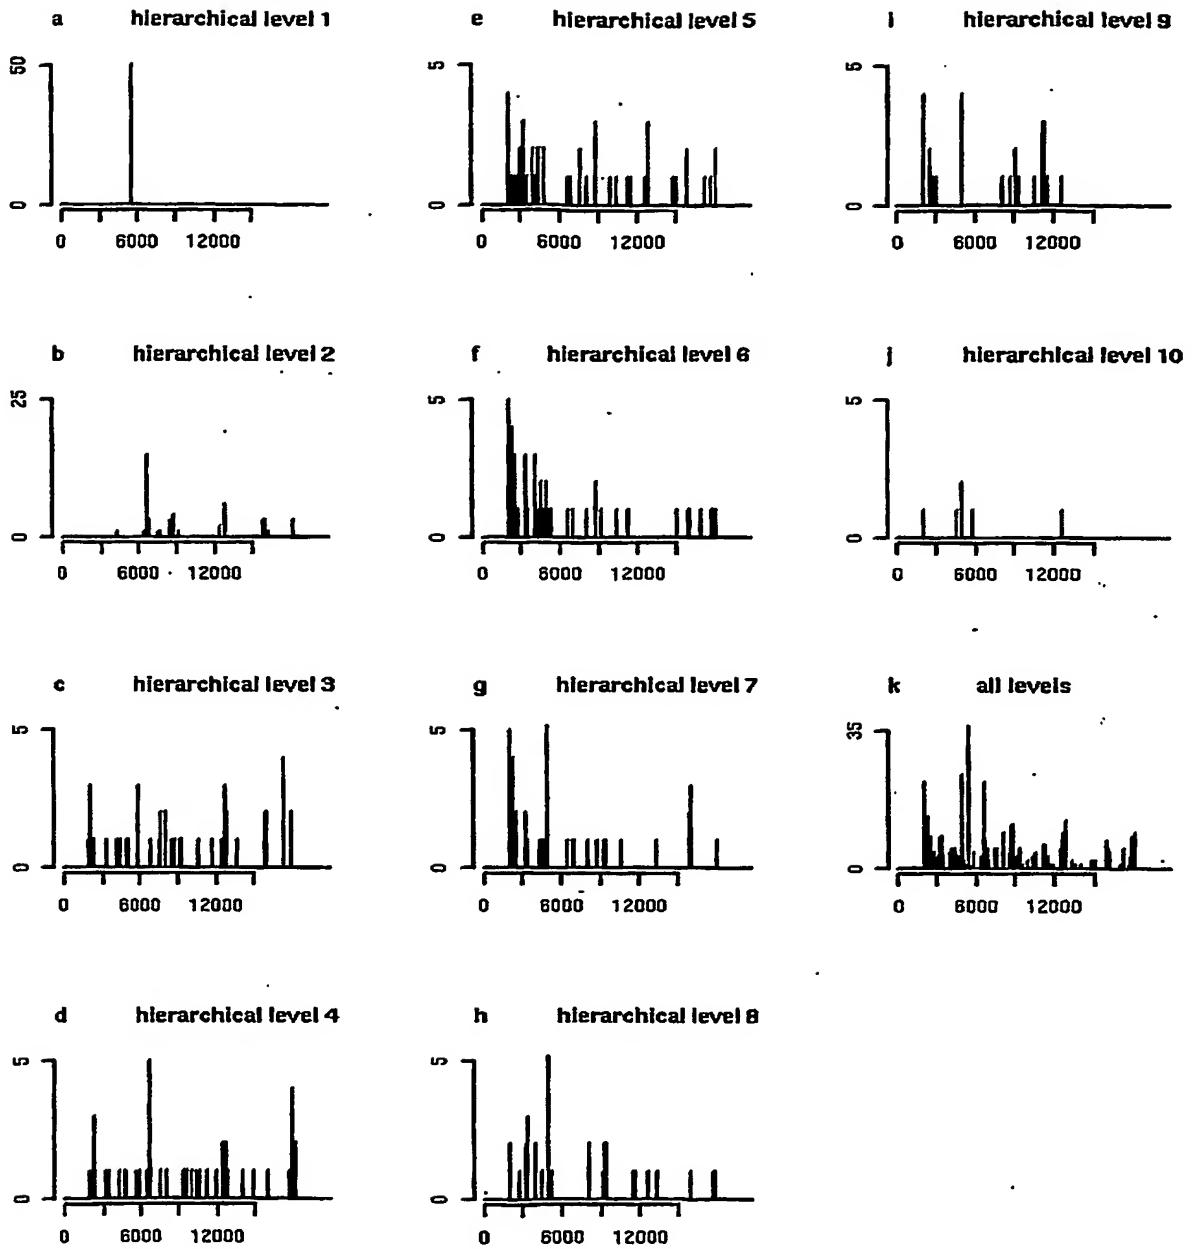 a hierarchical level 1
50
0
0 6000 12000
b hierarchical level 2
25
0
0 6000 12000
c hierarchical level 3
5
0
0 6000 12000
d hierarchical level 4
5
0
0 6000 12000
e hierarchical level 5
5
0
0 6000 12000
f hierarchical level 6
5
0
0 6000 12000
g hierarchical level 7
5
0
0 6000 12000
h hierarchical level 8
5
0
0 6000 12000
i hierarchical level 9
5
0
0 6000 12000
j hierarchical level 10
5
0
0 6000 12000
k all levels
35
0
0 6000 12000